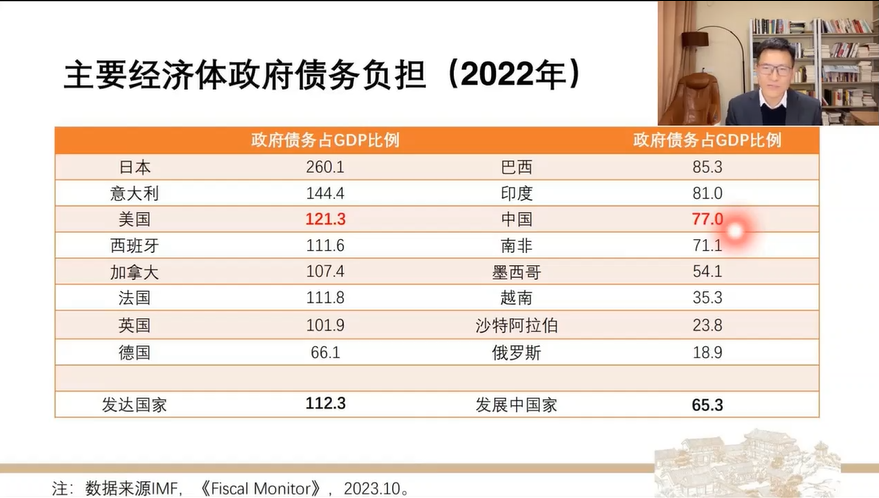 主要经济体政府债务负担（2022年）
政府债务占GDP比例 政府债务占GDP比例
日本 260.1 巴西 85.3
意大利 144.4 印度 81.0
美国 121.3 中国 77.0
西班牙 111.6 南非 71.1
加拿大 107.4 墨西哥 54.1
法国 111.8 越南 35.3
英国 101.9 沙特阿拉伯 23.8
德国 66.1 俄罗斯 18.9
发达国家 112.3 发展中国家 65.3
注：数据来源IMF，《Fiscal Monitor》，2023.10。